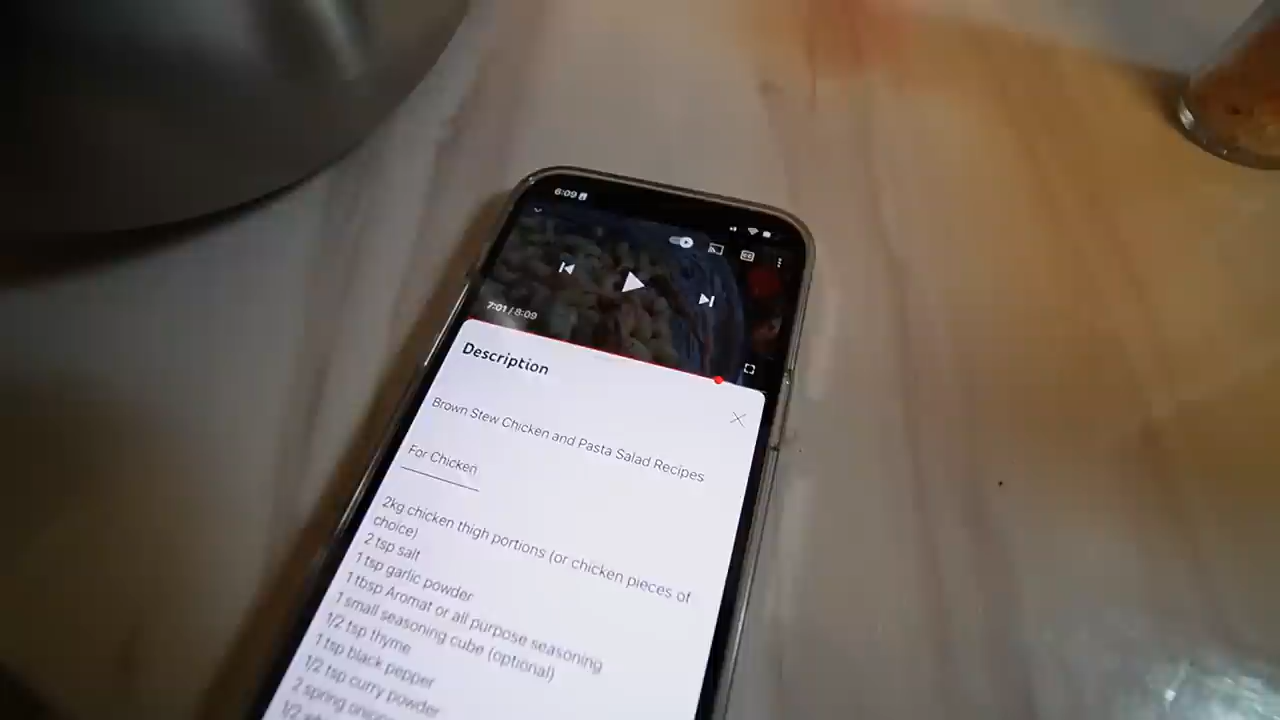 6:09
CC
7:01 / 8:09
Description
Brown Stew Chicken and Pasta Salad Recipes
For Chicken
2kg chicken thigh portions (or chicken pieces of
choice)
2 tsp salt
1 tsp garlic powder
1 tbsp Aromat or all purpose seasoning
1 small seasoning cube (optional)
1/2 tsp thyme
1 tsp black pepper
1/2 tsp curry powder
2 spring
1/2